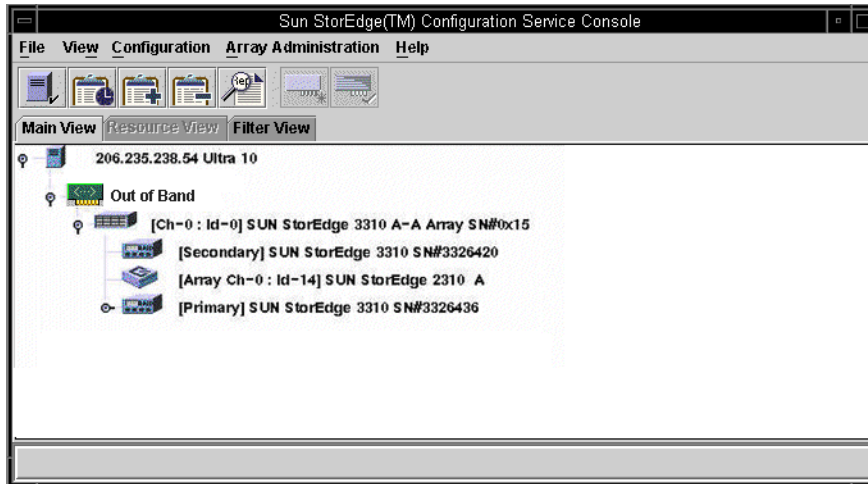 Sun StorEdge(TM) Configuration Service Console
File View Configuration Array Administration Help
Rep
Main View Resource View Filter View
206.235.238.54 Ultra 10
Out of Band
[Ch-0 : Id-0] SUN StorEdge 3310 A-A Array SN#0x15
[Secondary] SUN StorEdge 3310 SN#3326420
[Array Ch-0 : Id-14] SUN StorEdge 2310 A
[Primary] SUN StorEdge 3310 SN#3326436